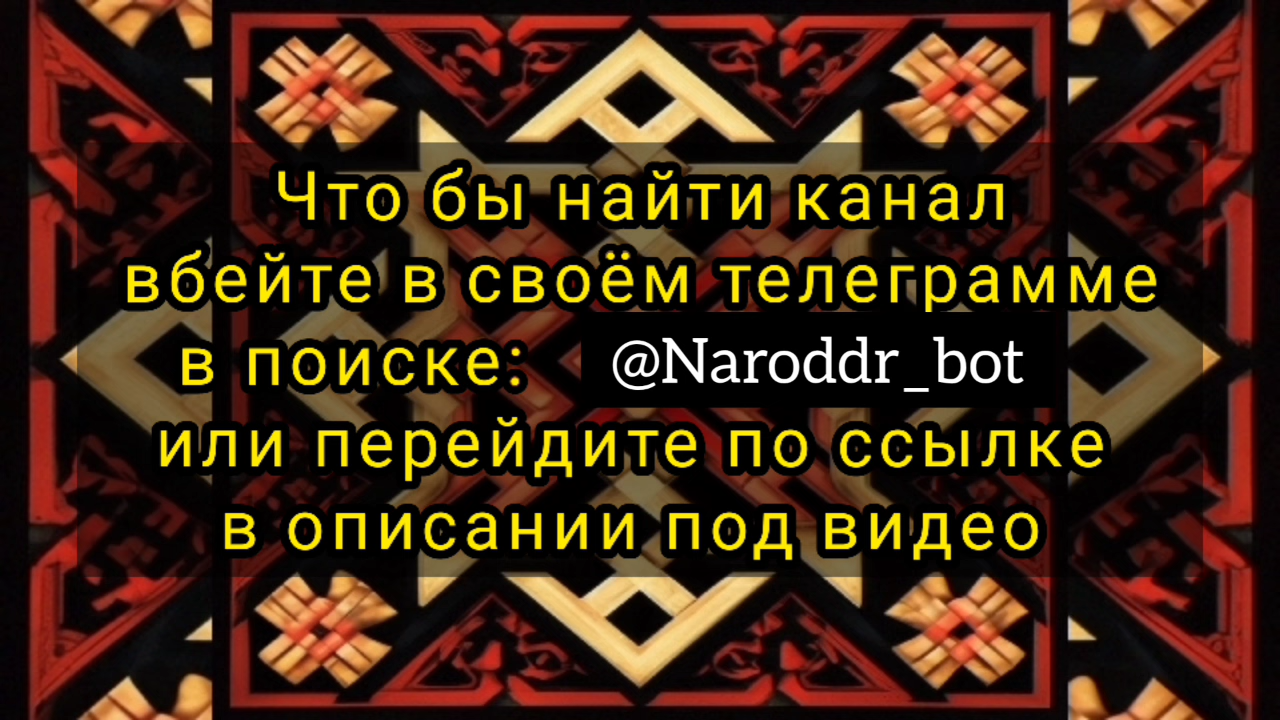 Что бы найти канал
вбейте в своём телеграмме
в поиске: @Naroddr_bot
или перейдите по ссылке
в описании под видео